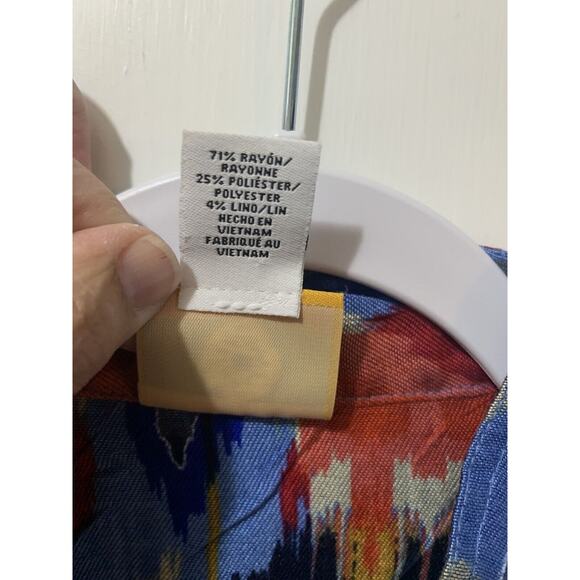 71% RAYÓN/
RAYONNE
25% POLIÉSTER/
POLYESTER
4% LINO/LIN
HECHO EN
VIETNAM
FABRIQUÉ AU
VIETNAM